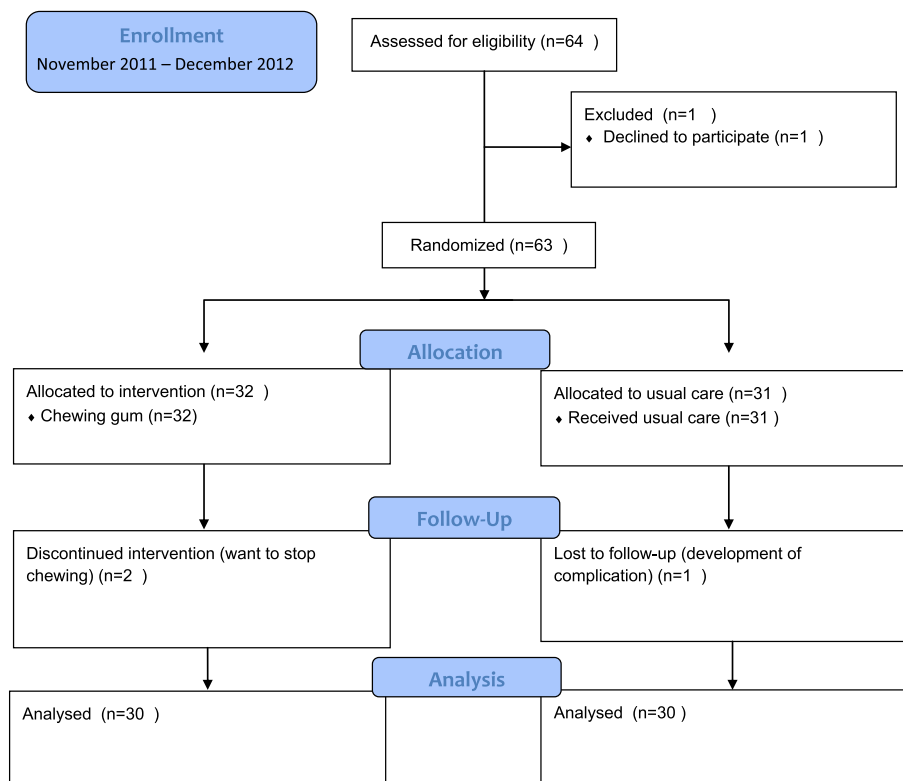 Enrollment
November 2011 – December 2012
Assessed for eligibility (n=64 )
Excluded (n=1 )
♦ Declined to participate (n=1 )
Randomized (n=63 )
Allocation
Allocated to intervention (n=32 )
♦ Chewing gum (n=32)
Allocated to usual care (n=31 )
♦ Received usual care (n=31 )
Follow-Up
Discontinued intervention (want to stop
chewing) (n=2 )
Lost to follow-up (development of
complication) (n=1 )
Analysis
Analysed (n=30 )
Analysed (n=30 )